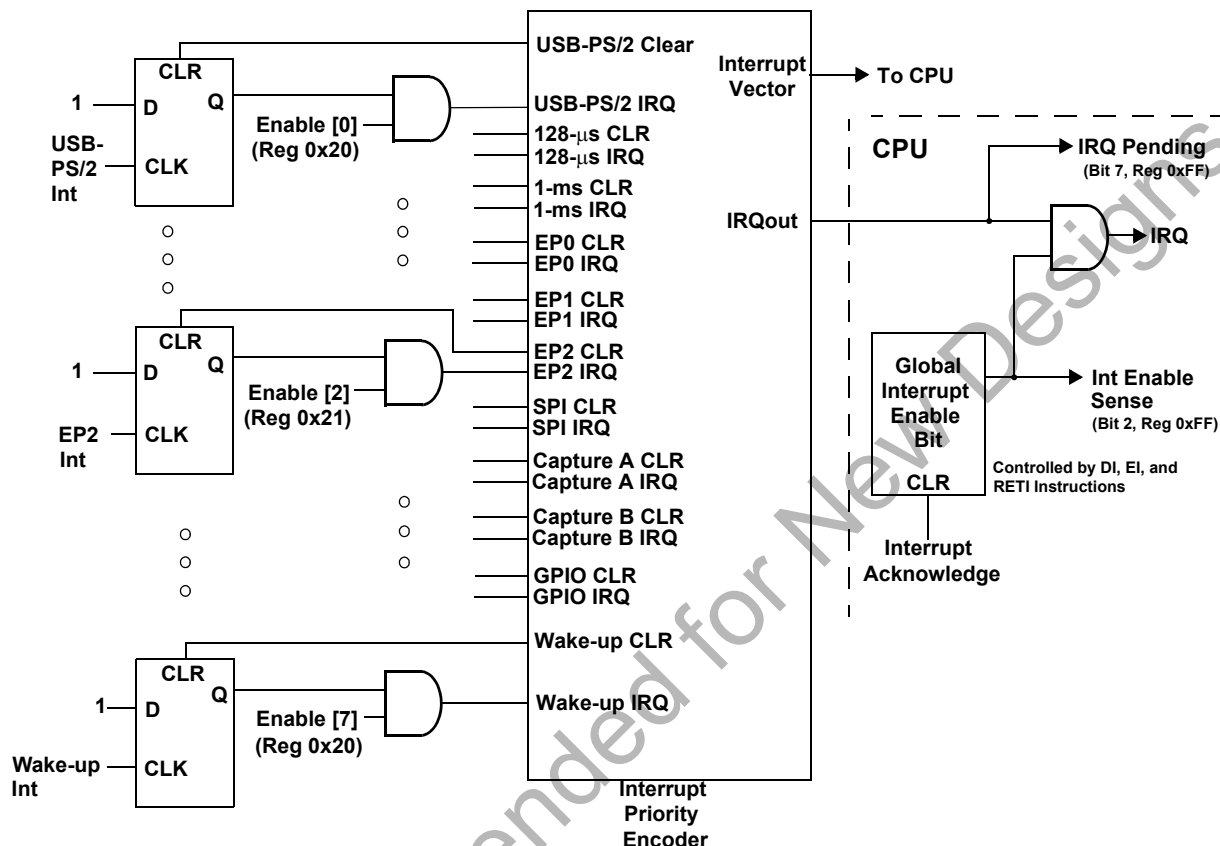 CLR
D
Q
CLK
1
USB-
PS/2
Int
Enable [0]
(Reg 0x20)
CLR
D
Q
CLK
1
EP2
Int
Enable [2]
(Reg 0x21)
CLR
D
Q
CLK
1
Wake-up
Int
Enable [7]
(Reg 0x20)
USB-PS/2 Clear
USB-PS/2 IRQ
128-μs CLR
128-μs IRQ
1-ms CLR
1-ms IRQ
EP0 CLR
EP0 IRQ
EP1 CLR
EP1 IRQ
EP2 CLR
EP2 IRQ
SPI CLR
SPI IRQ
Capture A CLR
Capture A IRQ
Capture B CLR
Capture B IRQ
GPIO CLR
GPIO IRQ
Wake-up CLR
Wake-up IRQ
Interrupt
Vector
IRQout
Interrupt
Priority
Encoder
To CPU
CPU
IRQ Pending
(Bit 7, Reg 0xFF)
IRQ
Global
Interrupt
Enable
Bit
CLR
Int Enable
Sense
(Bit 2, Reg 0xFF)
Controlled by DI, EI, and
RETI Instructions
Interrupt
Acknowledge
for New Designs